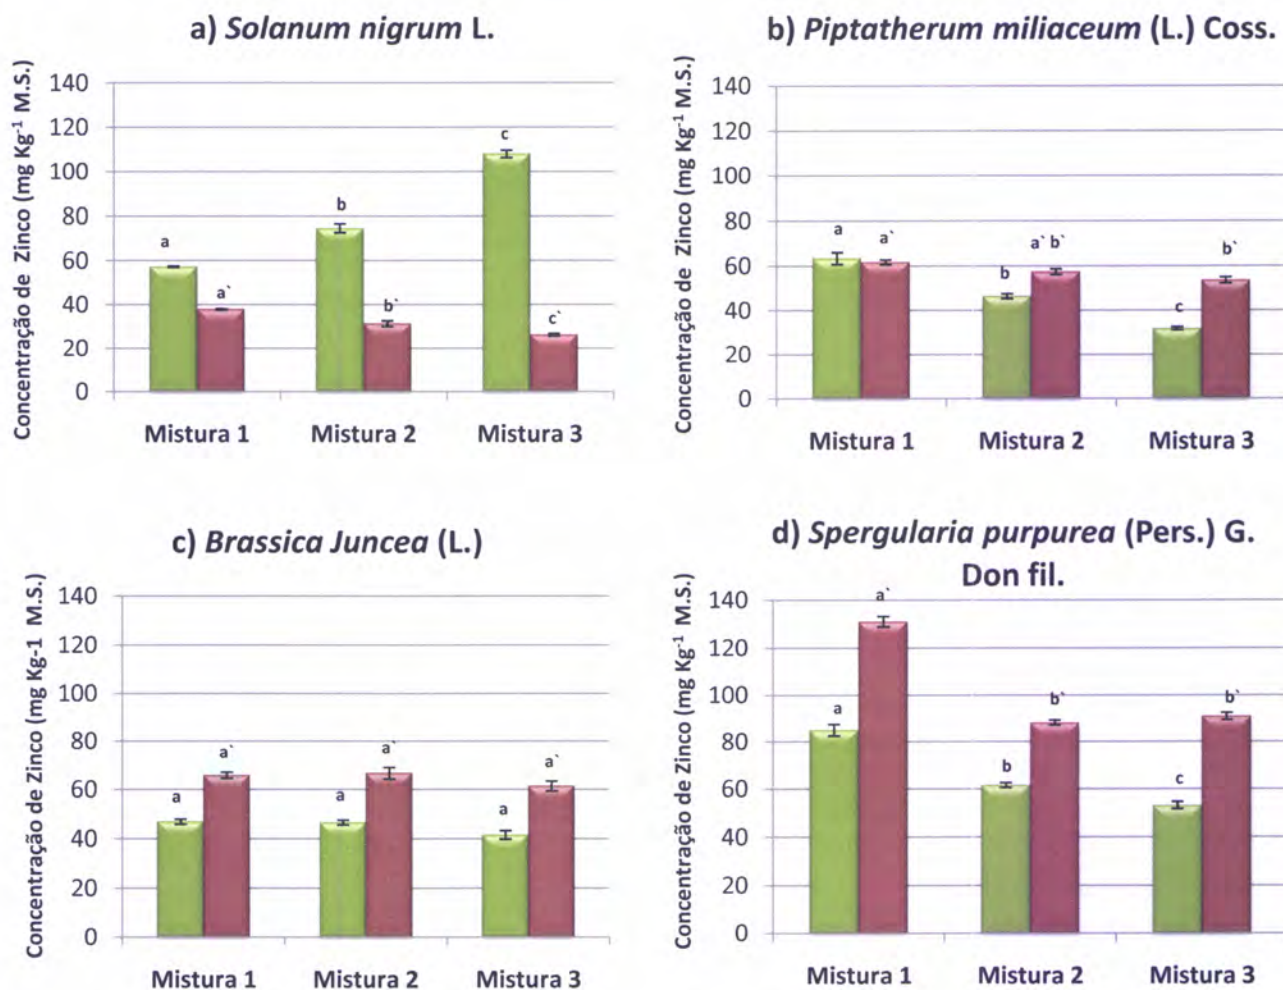 a) Solanum nigrum L.
Concentração de Zinco (mg Kg⁻¹ M.S.)
140
120
100
80
60
40
20
0
a
a`
b
b`
c
c`
Mistura 1
Mistura 2
Mistura 3
b) Piptatherum miliaceum (L.) Coss.
Concentração de Zinco (mg Kg⁻¹ M.S.)
140
120
100
80
60
40
20
0
a
a`
b
a` b`
c
b`
Mistura 1
Mistura 2
Mistura 3
c) Brassica Juncea (L.)
Concentração de Zinco (mg Kg-1 M.S.)
140
120
100
80
60
40
20
0
a
a`
a
a`
a
a`
Mistura 1
Mistura 2
Mistura 3
d) Spergularia purpurea (Pers.) G.
Don fil.
Concentração de Zinco (mg Kg⁻¹ M.S.)
140
120
100
80
60
40
20
0
a
a`
b
b`
c
b`
Mistura 1
Mistura 2
Mistura 3